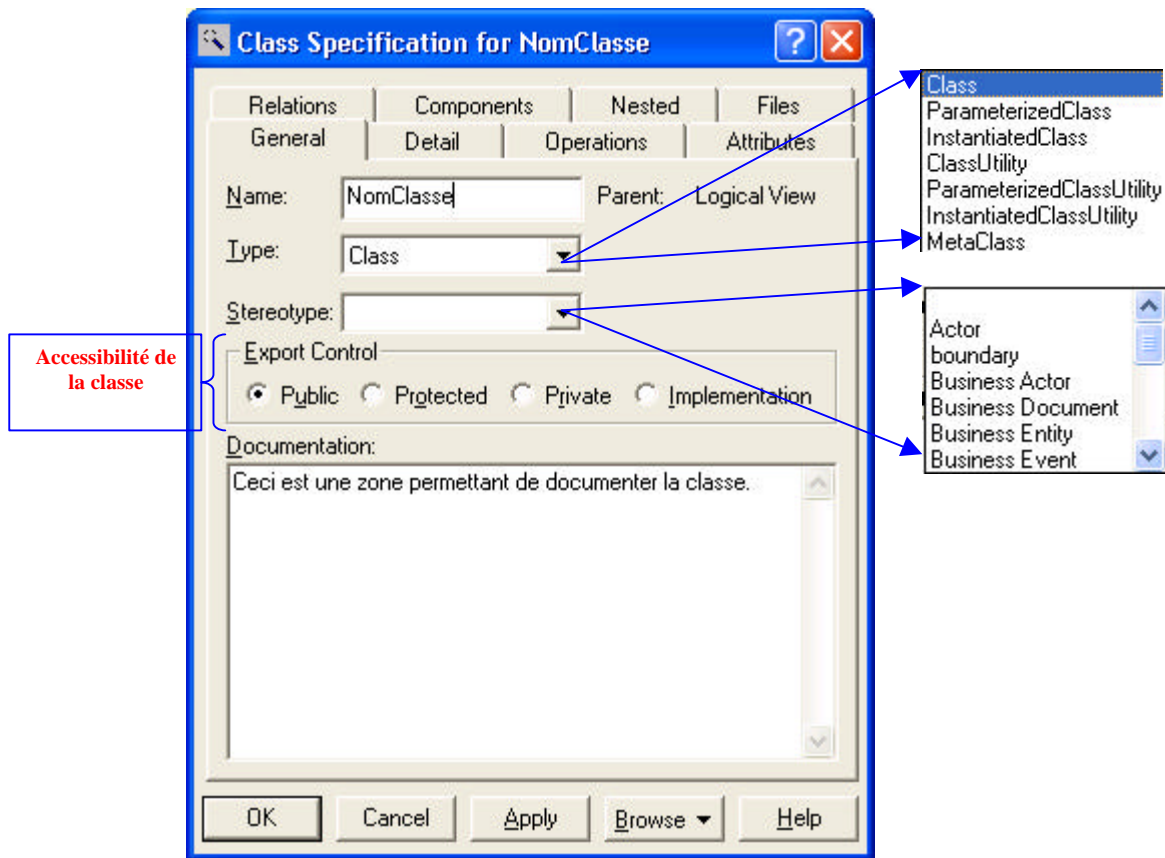 Class Specification for NomClasse
Relations Components Nested Files
General Detail Operations Attributes
Name: NomClasse Parent: Logical View
Type: Class
Stereotype:
Export Control
Public Protected Private Implementation
Documentation:
Ceci est une zone permettant de documenter la classe.
OK Cancel Apply Browse Help
Accessibilité de
la classe
Class
ParameterizedClass
InstantiatedClass
ClassUtility
ParameterizedClassUtility
InstantiatedClassUtility
MetaClass
Actor
boundary
Business Actor
Business Document
Business Entity
Business Event